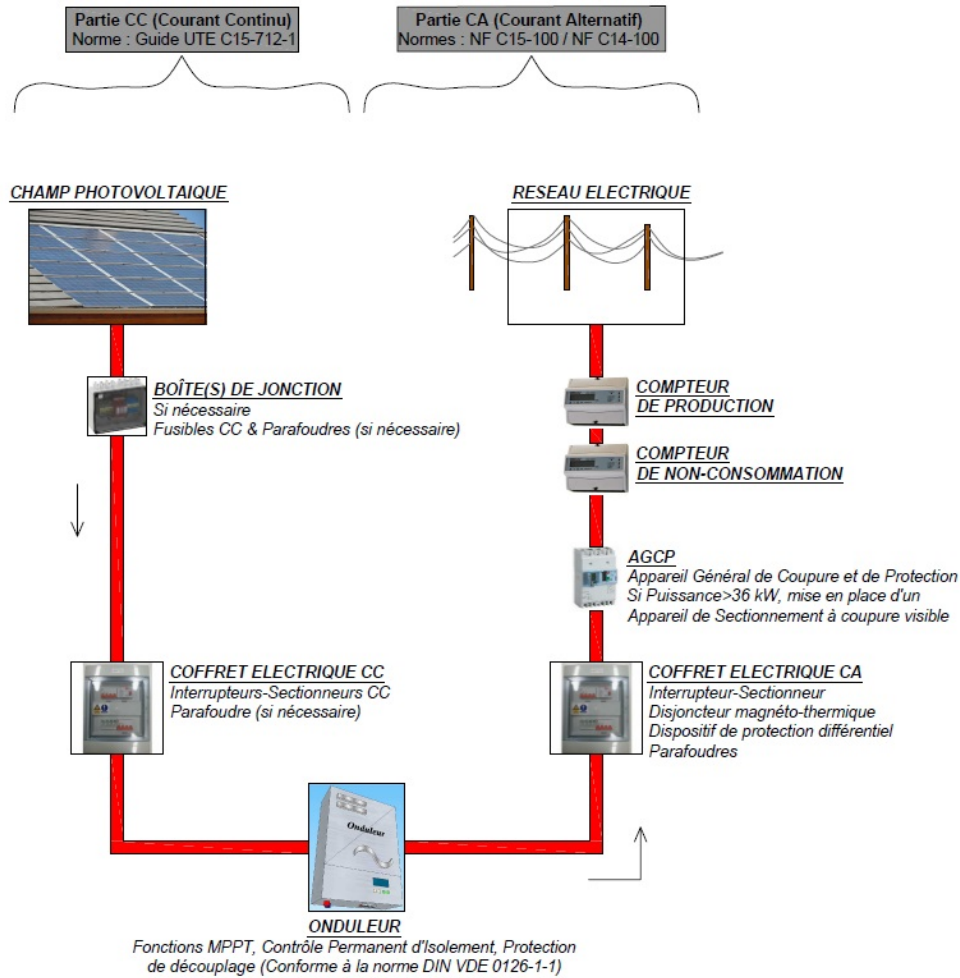 Partie CC (Courant Continu)
Norme : Guide UTE C15-712-1
Partie CA (Courant Alternatif)
Normes : NF C15-100 / NF C14-100
CHAMP PHOTOVOLTAIQUE
RESEAU ELECTRIQUE
BOÎTE(S) DE JONCTION
Si nécessaire
Fusibles CC & Parafoudres (si nécessaire)
COMPTEUR
DE PRODUCTION
COMPTEUR
DE NON-CONSOMMATION
AGCP
Appareil Général de Coupure et de Protection
Si Puissance>36 kW, mise en place d'un
Appareil de Sectionnement à coupure visible
COFFRET ELECTRIQUE CC
Interrupteurs-Sectionneurs CC
Parafoudre (si nécessaire)
COFFRET ELECTRIQUE CA
Interrupteur-Sectionneur
Disjoncteur magnéto-thermique
Dispositif de protection différentiel
Parafoudres
Onduleur
ONDULEUR
Fonctions MPPT, Contrôle Permanent d'Isolement, Protection
de découplage (Conforme à la norme DIN VDE 0126-1-1)